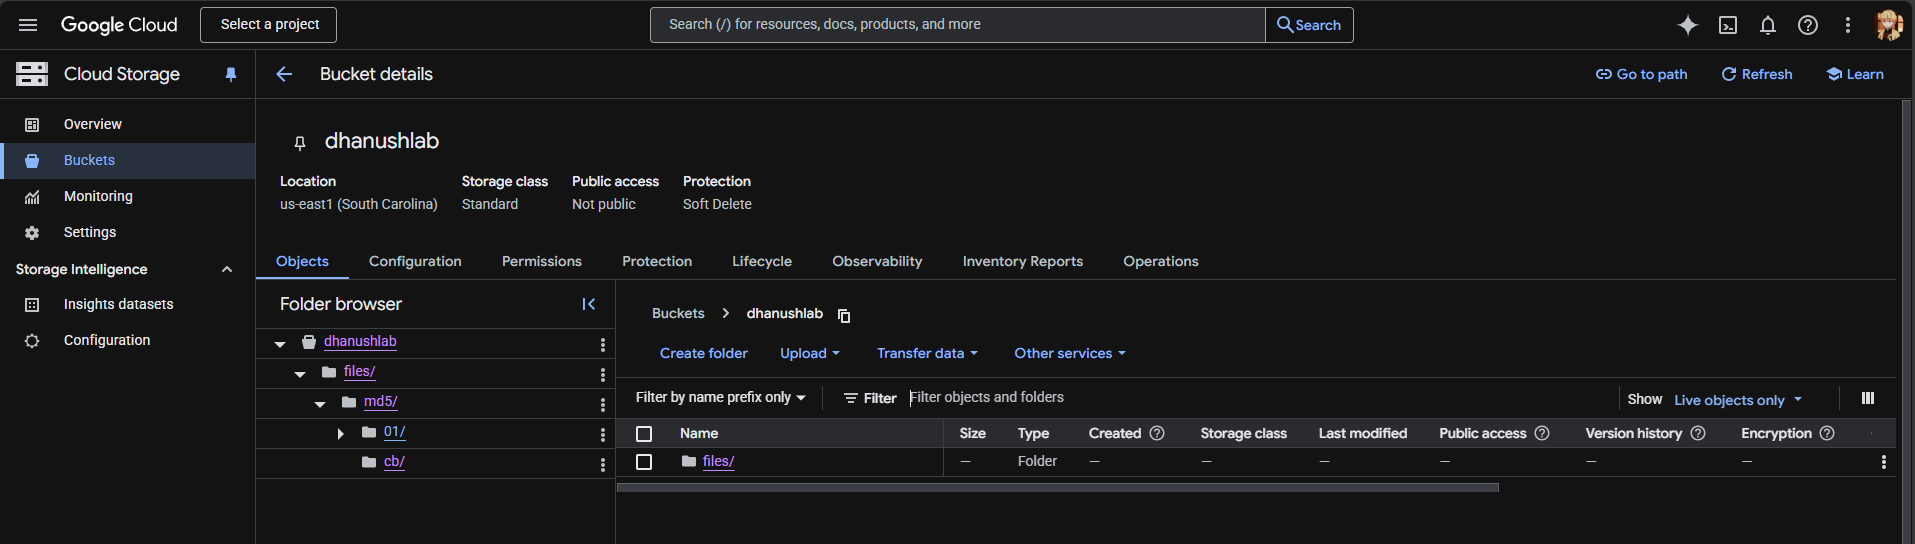 Google Cloud
Select a project
Search (/) for resources, docs, products, and more
Search
Cloud Storage
Bucket details
Go to path
Refresh
Learn
Overview
Buckets
Monitoring
Settings
Storage Intelligence
Insights datasets
Configuration
dhanushlab
Location Storage class Public access Protection
us-east1 (South Carolina) Standard Not public Soft Delete
Objects Configuration Permissions Protection Lifecycle Observability Inventory Reports Operations
Folder browser
dhanushlab
files/
md5/
01/
cb/
Buckets > dhanushlab
Create folder Upload Transfer data Other services
Filter by name prefix only Filter Filter objects and folders Show Live objects only
Name Size Type Created Storage class Last modified Public access Version history Encryption
files/ — Folder — — — — — —